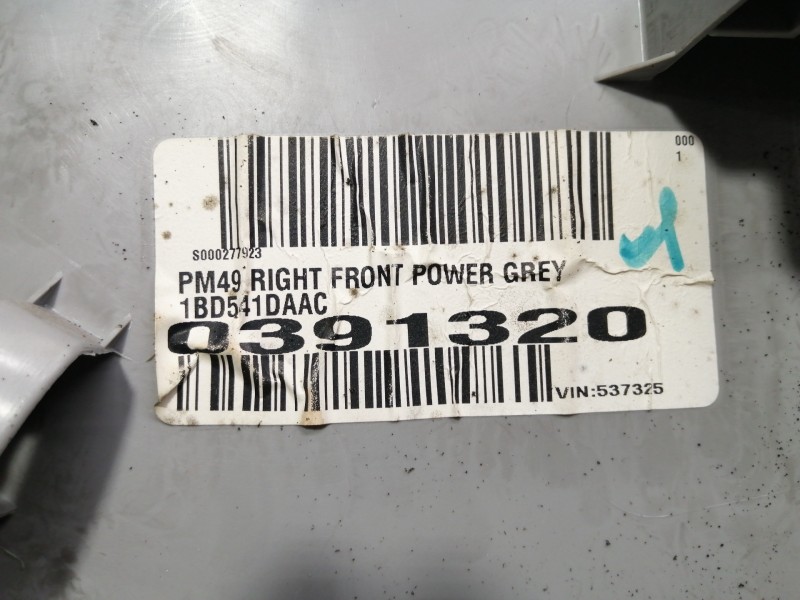 000
1
S000277923
PM49 RIGHT FRONT POWER GREY
1BD541DAAC
0391320
VIN:537325